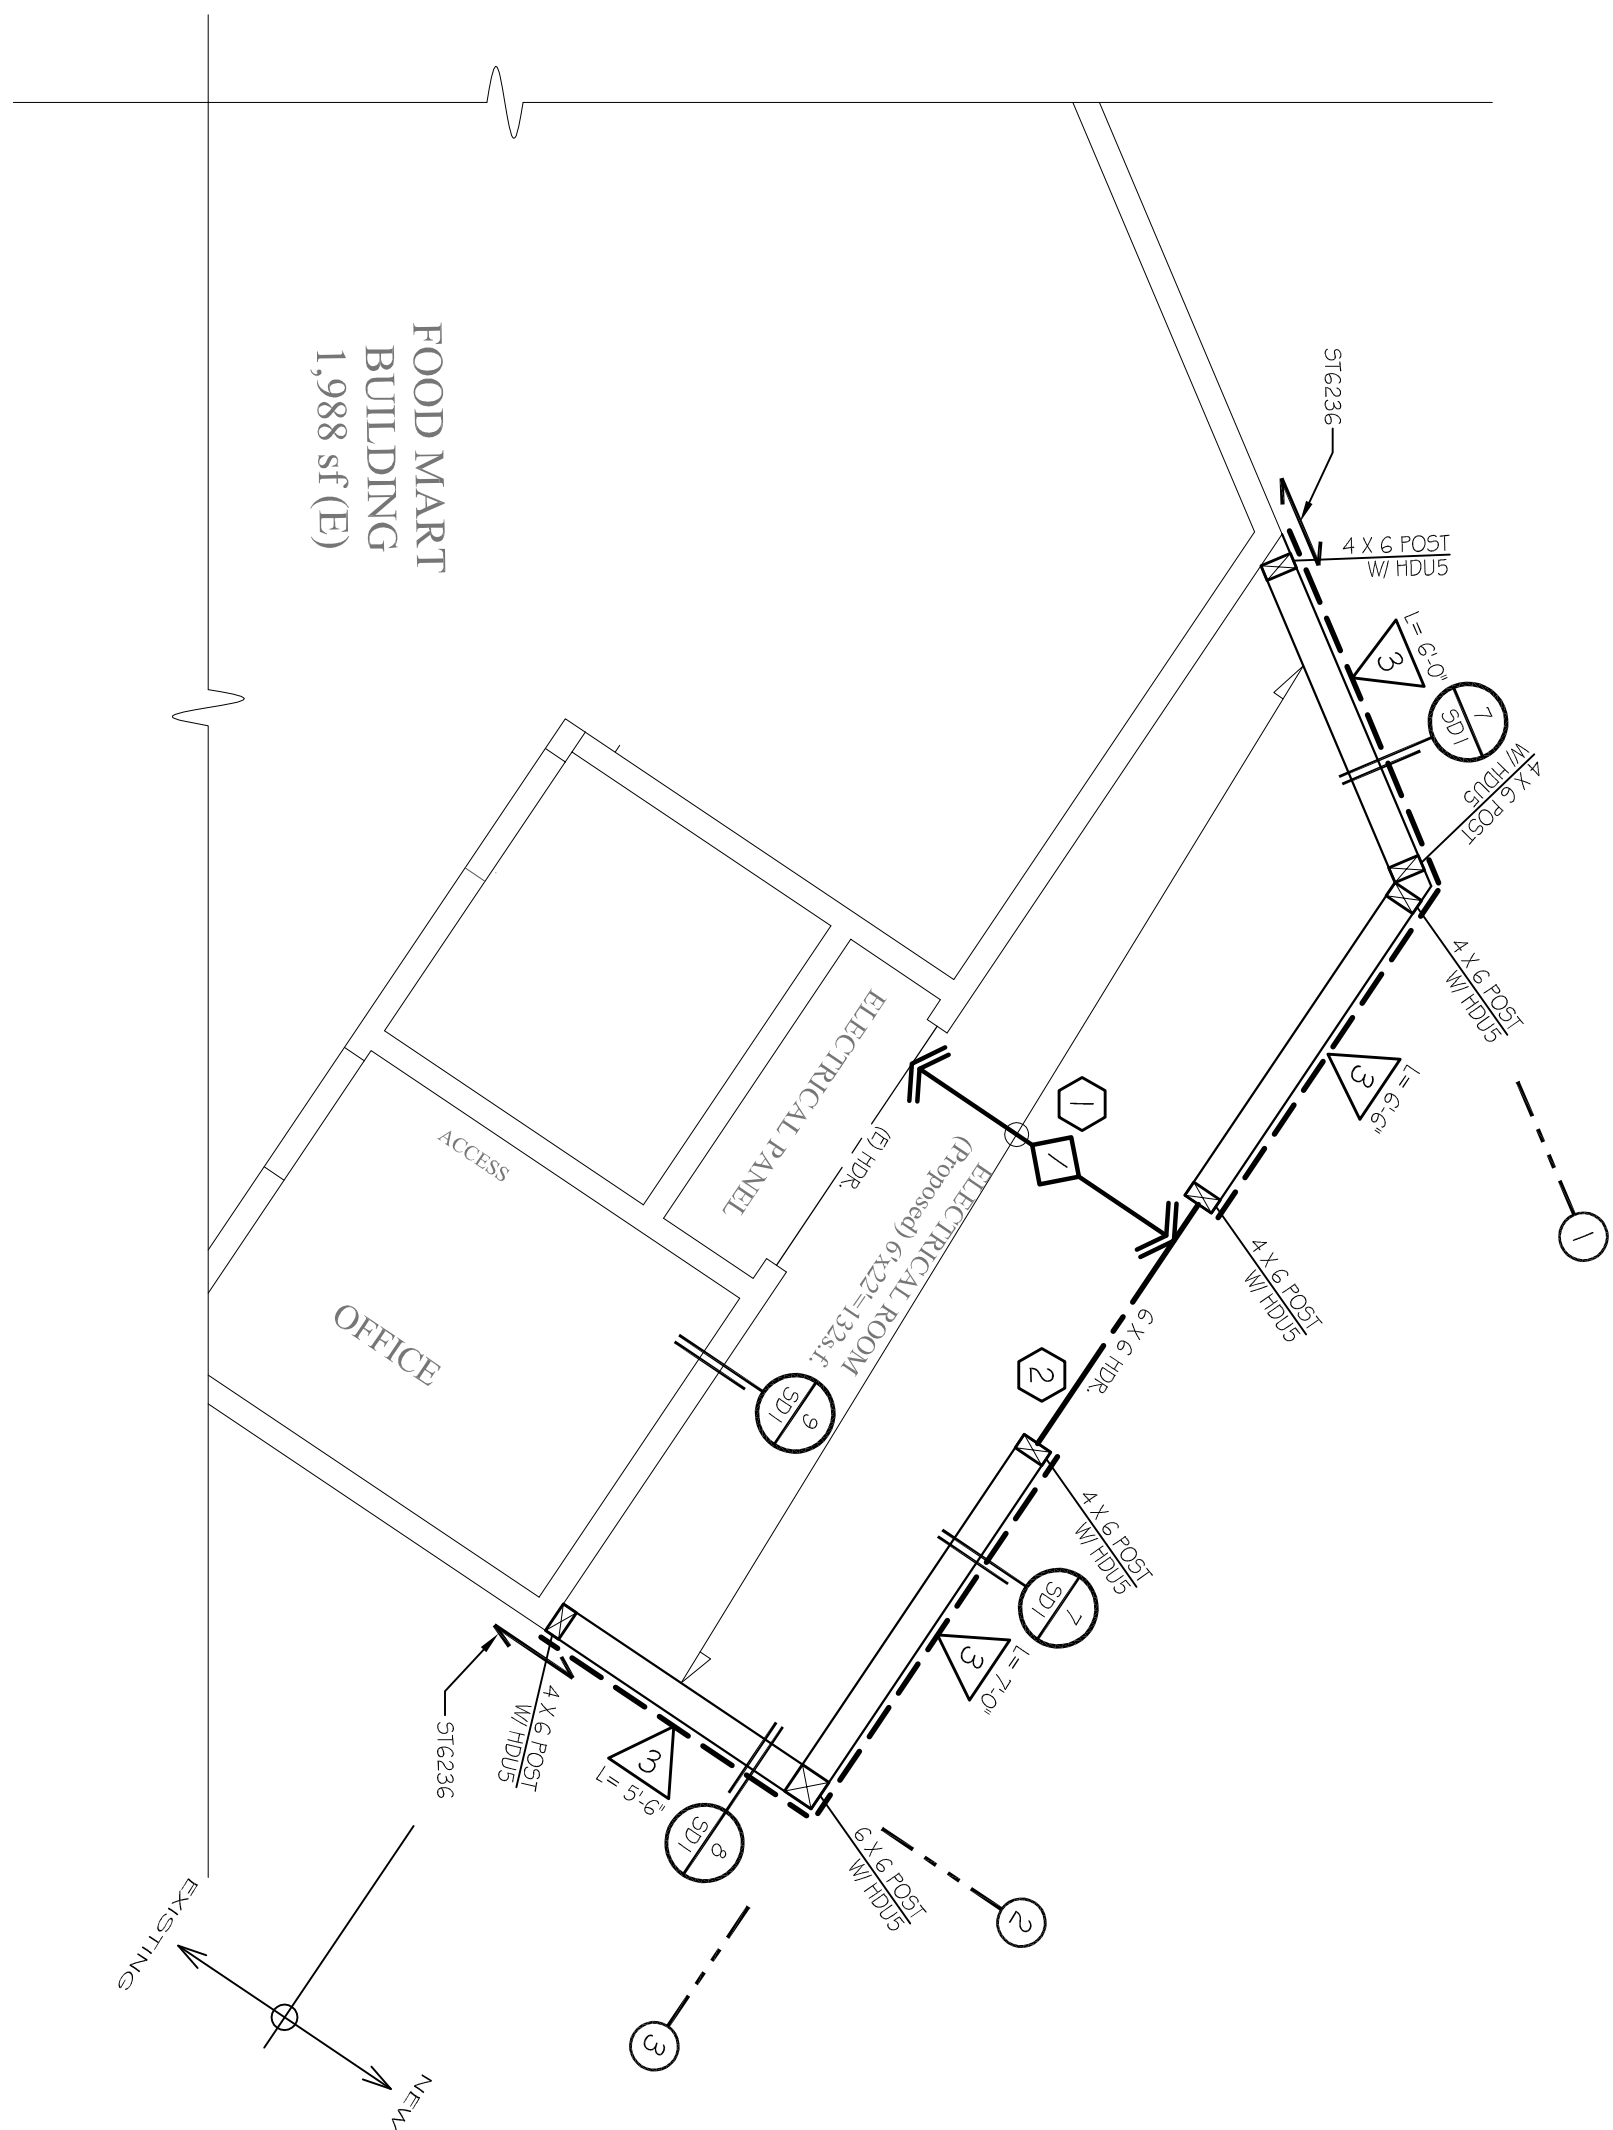 FOOD MART
BUILDING
1,988 sf (E)
ST6236
4 X 6 POST
W/ HDU5
3
L= 6'-0"
7
SD1
4 X 6 POST
W/ HDU5
4 X 6 POST
W/ HDU5
3
L= 6'-6"
1
4 X 6 POST
W/ HDU5
1
1
(E) HDR.
ELECTRICAL PANEL
ACCESS
OFFICE
ELECTRICAL ROOM
(Proposed) 6'x22'=132s.f.
6 X 6 HDR.
2
9
SD1
4 X 6 POST
W/ HDU5
7
SD1
3
L= 7'-0"
4 X 6 POST
W/ HDU5
ST6236
3
L= 5'-6"
8
SD1
6 X 6 POST
W/ HDU5
2
3
EXISTING
NEW